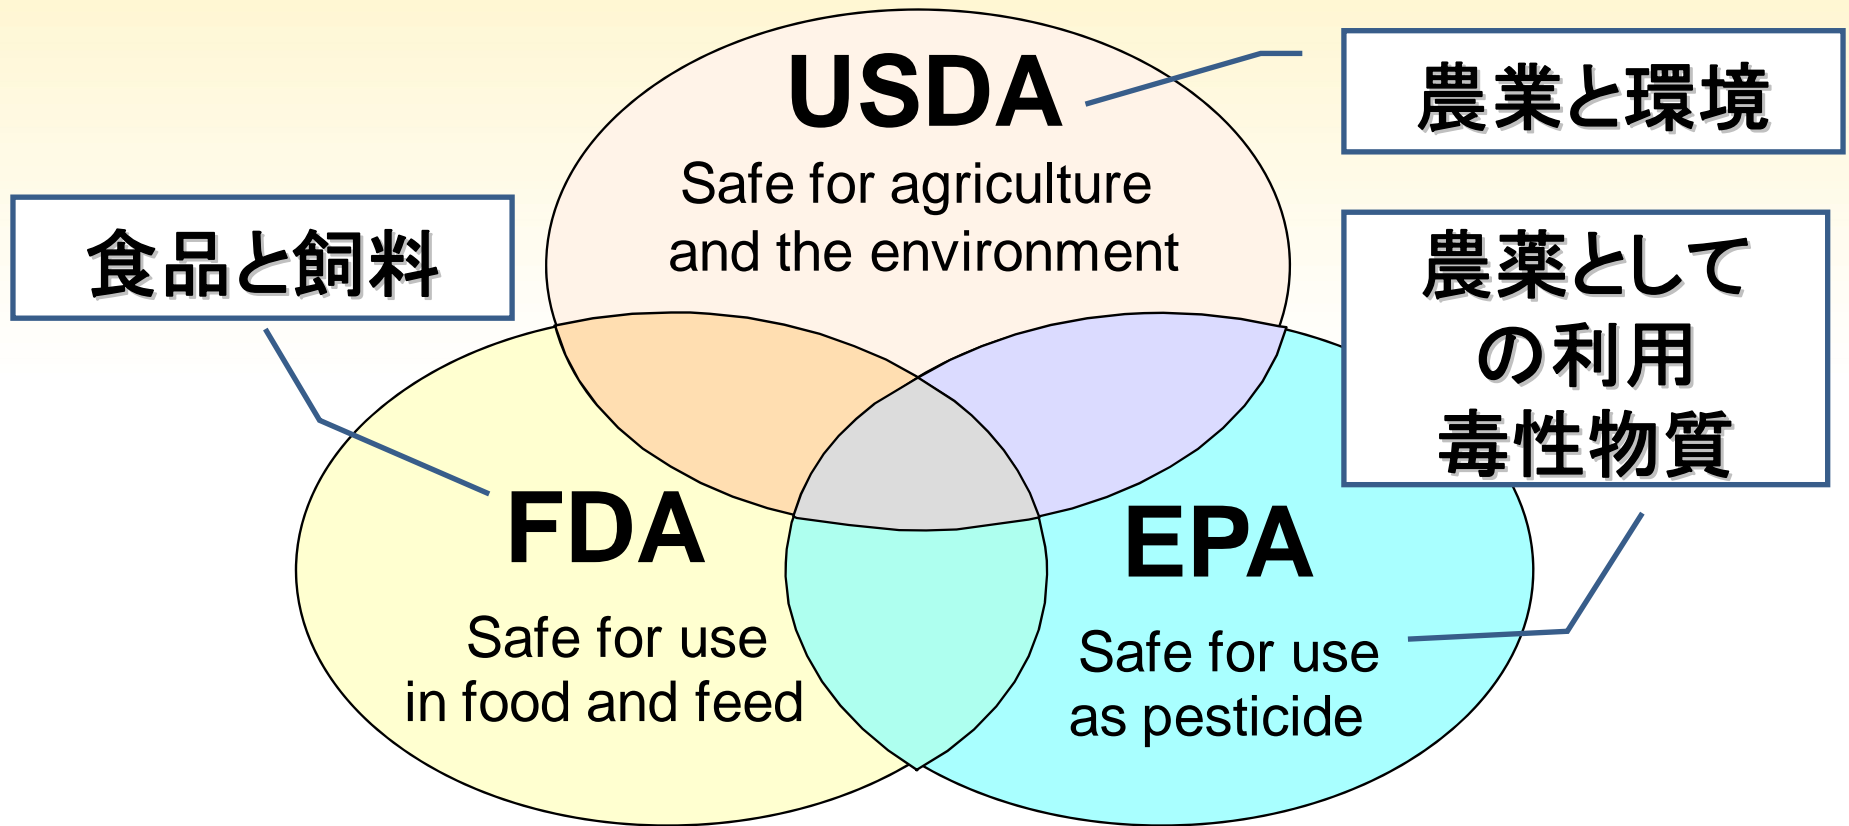 USDA
Safe for agriculture
and the environment
農業と環境
食品と飼料
農薬として
の利用
毒性物質
FDA
Safe for use
in food and feed
EPA
Safe for use
as pesticide